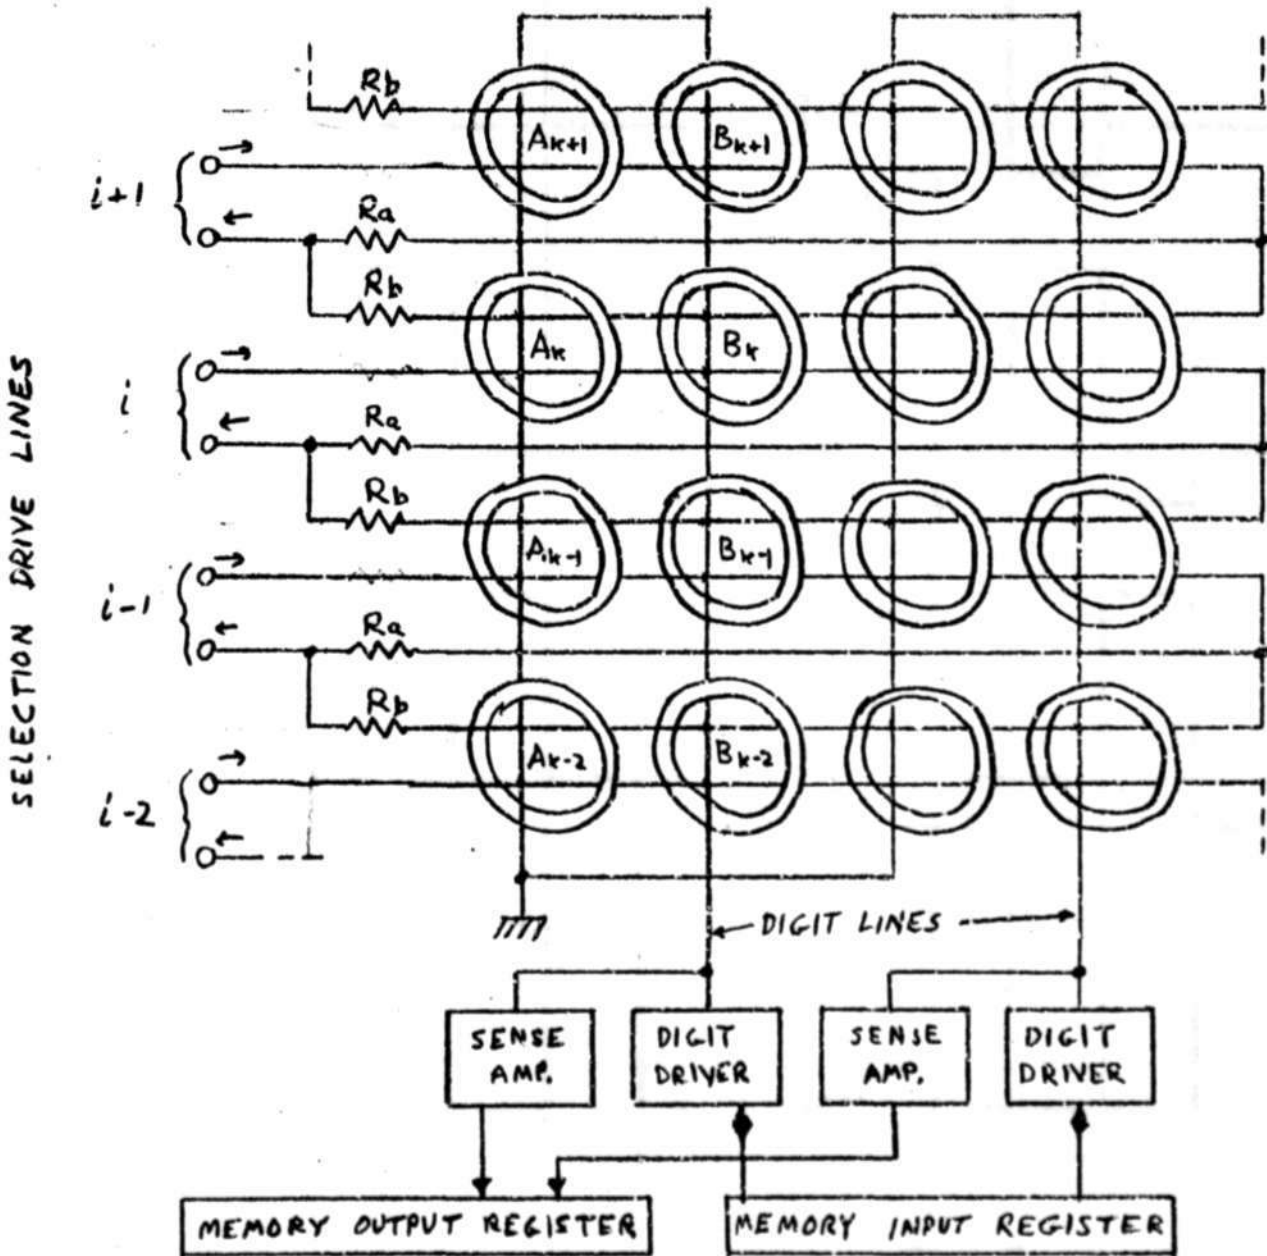 Rb
Ak+1 Bk+1
i+1
Ra
Rb
Ak Bk
i
Ra
Rb
Ak-1 Bk-1
i-1
Ra
Rb
Ak-2 Bk-2
i-2
SELECTION DRIVE LINES
DIGIT LINES
SENSE AMP.
DIGIT DRIVER
SENSE AMP.
DIGIT DRIVER
MEMORY OUTPUT REGISTER
MEMORY INPUT REGISTER